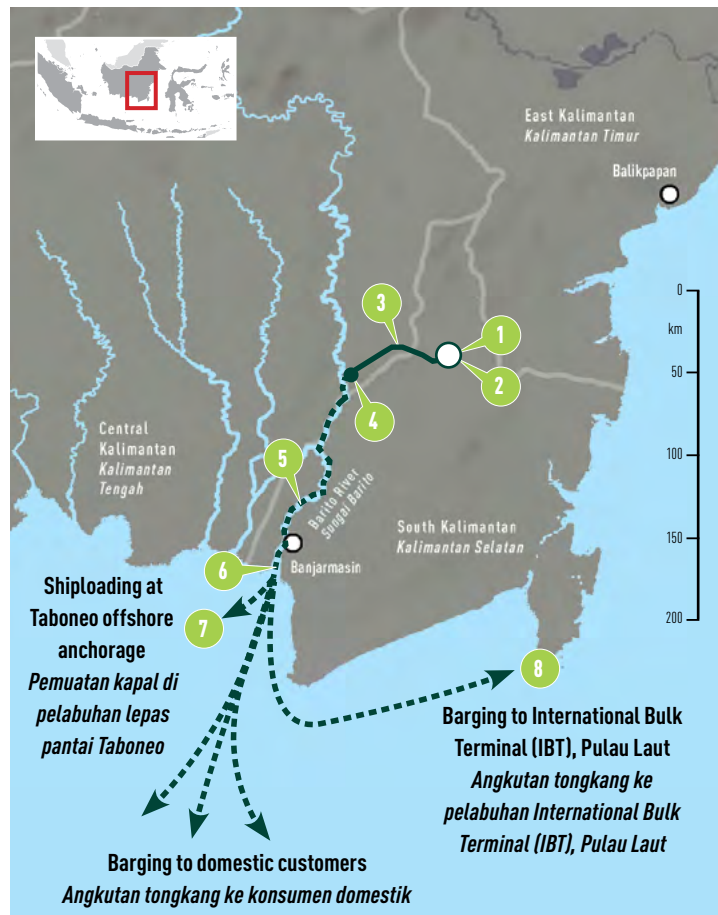 East Kalimantan
Kalimantan Timur
Balikpapan
0
km
50
100
150
200
3
1
2
4
Central
Kalimantan
Kalimantan
Tengah
5
Barito River
Sungai Barito
South Kalimantan
Kalimantan Selatan
Banjarmasin
6
Shiploading at
Taboneo offshore
anchorage
Pemuatan kapal di
pelabuhan lepas
pantai Taboneo
7
8
Barging to International Bulk
Terminal (IBT), Pulau Laut
Angkutan tongkang ke
pelabuhan International Bulk
Terminal (IBT), Pulau Laut
Barging to domestic customers
Angkutan tongkang ke konsumen domestik